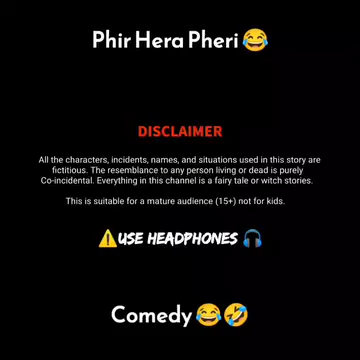 Phir Hera Pheri 😂
DISCLAIMER
All the characters, incidents, names, and situations used in this story are
fictitious. The resemblance to any person living or dead is purely
Co-incidental. Everything in this channel is a fairy tale or witch stories.
This is suitable for a mature audience (15+) not for kids.
⚠️USE HEADPHONES 🎧
Comedy 😂🤣